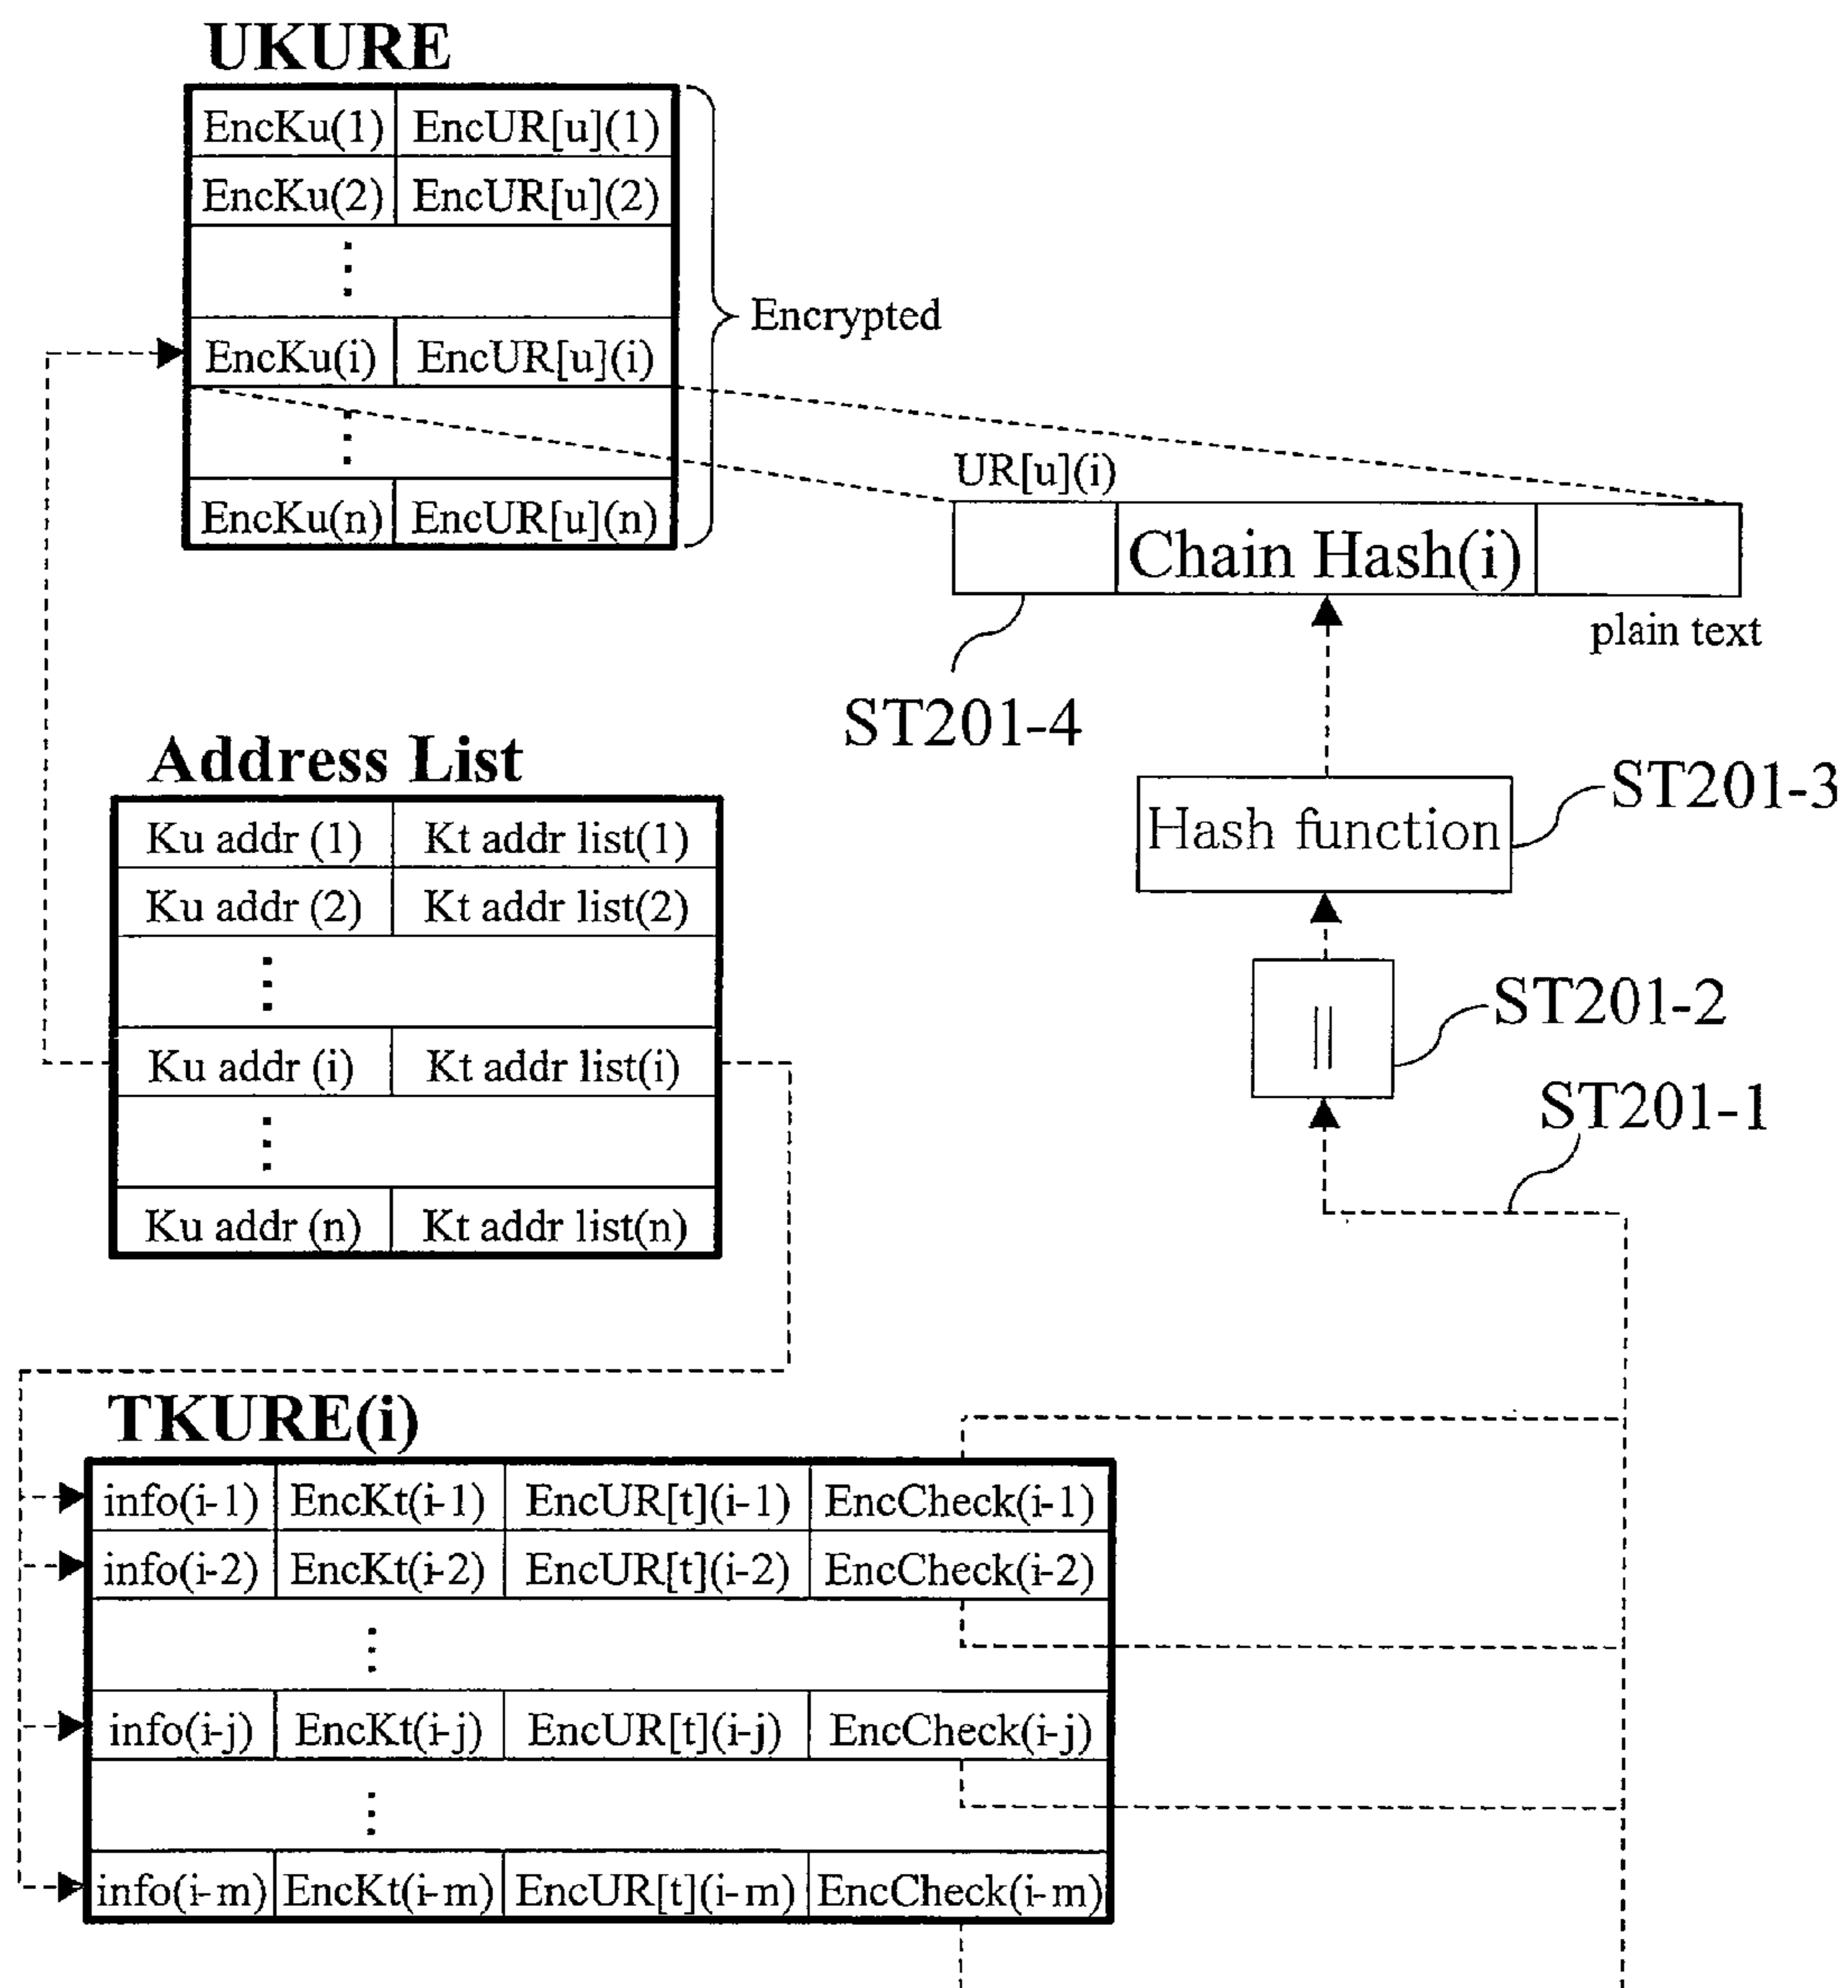 UKURE
EncKu(1) EncUR[u](1)
EncKu(2) EncUR[u](2)
EncKu(i) EncUR[u](i)
EncKu(n) EncUR[u](n)
Encrypted
UR[u](i)
Chain Hash(i)
plain text
ST201-4
Hash function
ST201-3
||
ST201-2
ST201-1
Address List
Ku addr (1) Kt addr list(1)
Ku addr (2) Kt addr list(2)
Ku addr (i) Kt addr list(i)
Ku addr (n) Kt addr list(n)
TKURE(i)
info(i-1) EncKt(i-1) EncUR[t](i-1) EncCheck(i-1)
info(i-2) EncKt(i-2) EncUR[t](i-2) EncCheck(i-2)
info(i-j) EncKt(i-j) EncUR[t](i-j) EncCheck(i-j)
info(i-m) EncKt(i-m) EncUR[t](i-m) EncCheck(i-m)